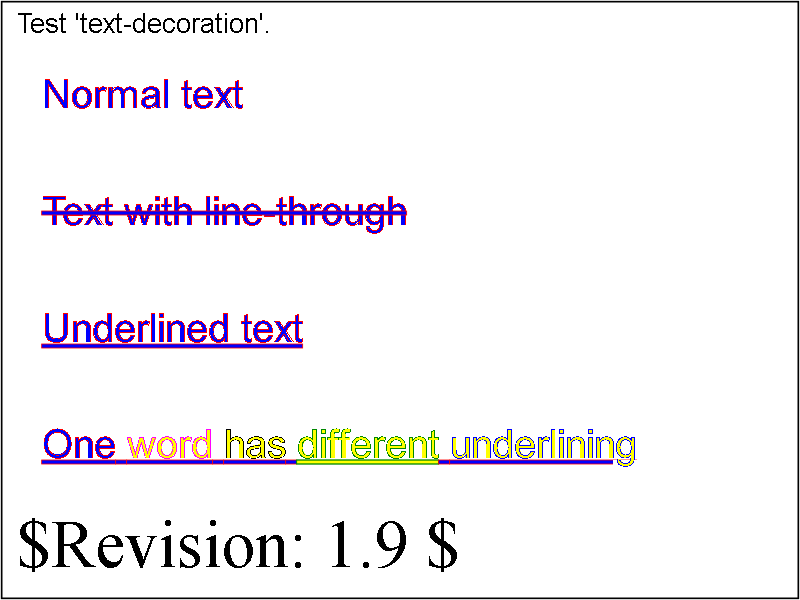 Test 'text-decoration'.
Normal text
Text with line-through
Underlined text
One word has different underlining
$Revision: 1.9 $